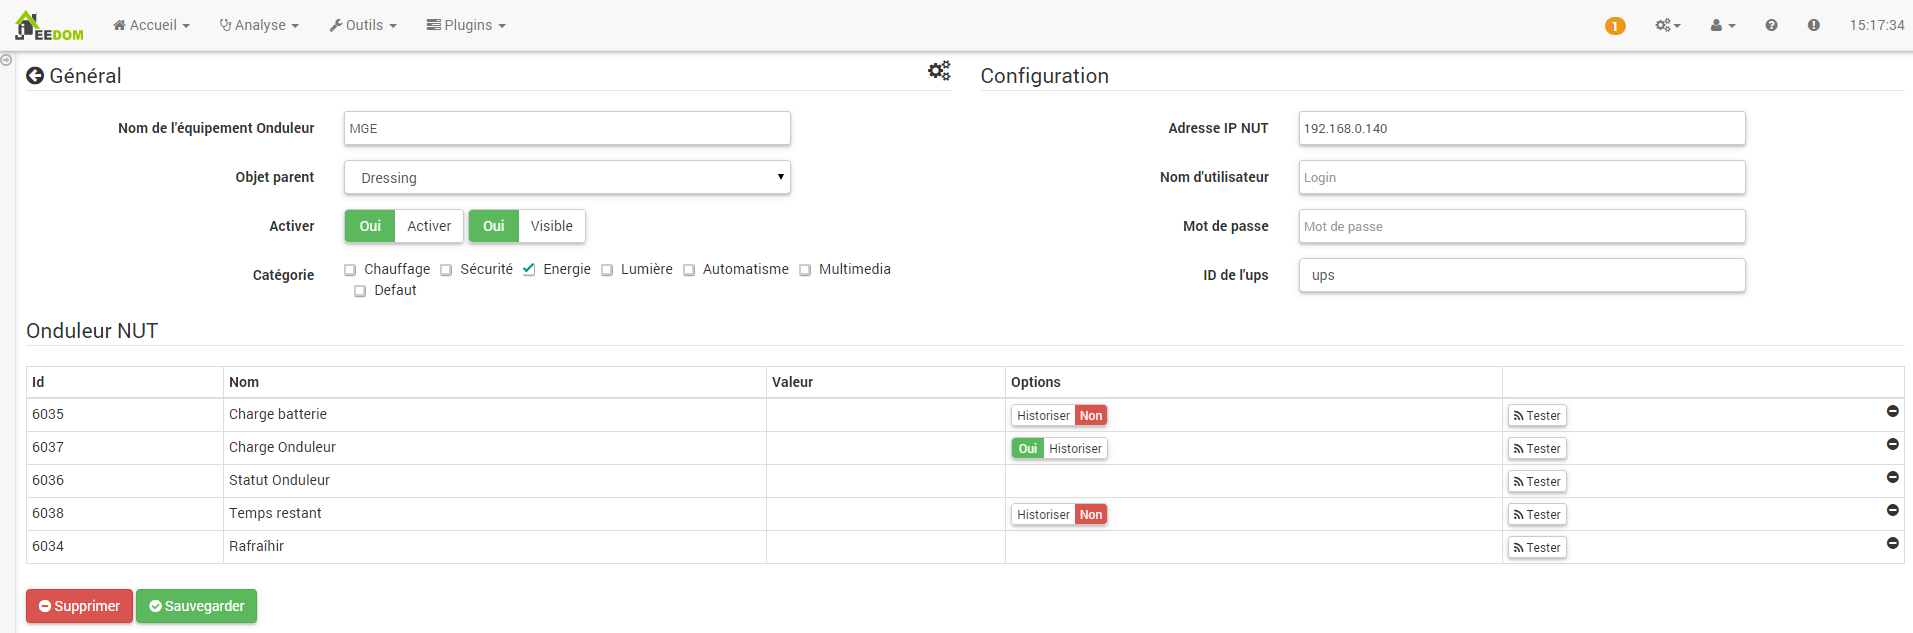 JEEDOM Accueil Analyse Outils Plugins 1 15:17:34
Général
Nom de l'équipement Onduleur MGE
Objet parent Dressing
Activer Oui Activer Oui Visible
Catégorie Chauffage Sécurité Energie Lumière Automatisme Multimedia
Defaut
Configuration
Adresse IP NUT 192.168.0.140
Nom d'utilisateur Login
Mot de passe Mot de passe
ID de l'ups ups
Onduleur NUT
Id Nom Valeur Options
6035 Charge batterie Historiser Non Tester
6037 Charge Onduleur Oui Historiser Tester
6036 Statut Onduleur Tester
6038 Temps restant Historiser Non Tester
6034 Rafraîhir Tester
Supprimer Sauvegarder